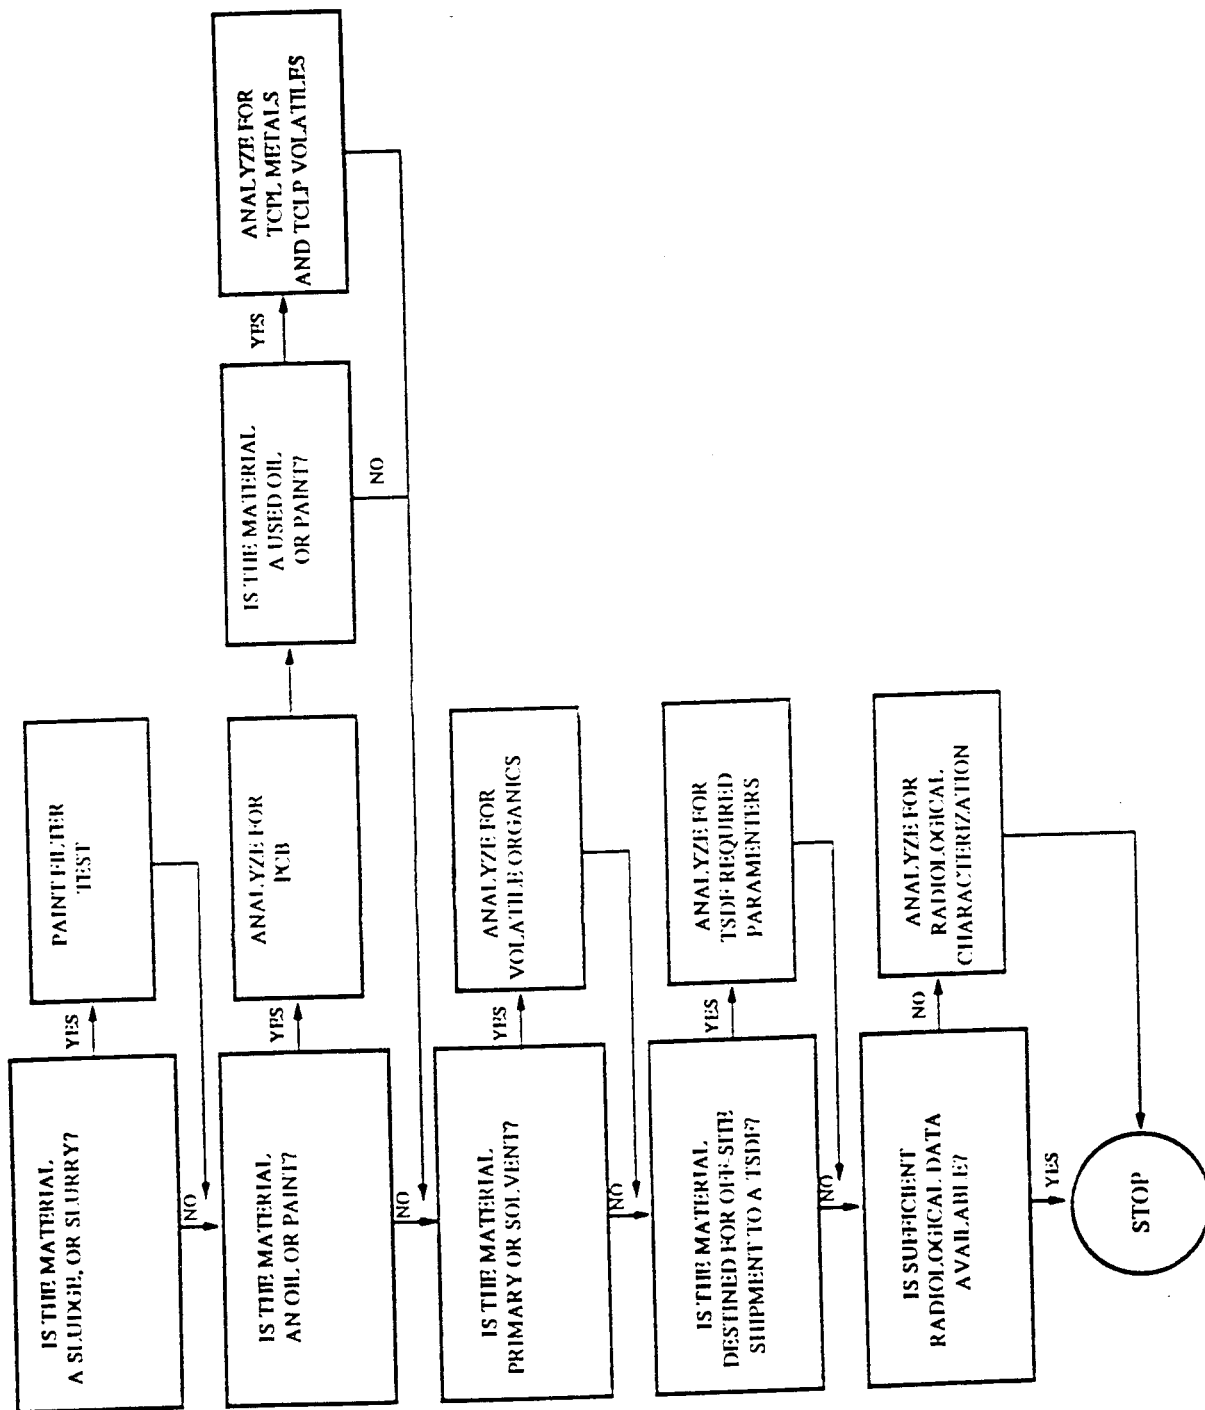 IS THE MATERIAL
A SLUDGE, OR SLURRY?
YES
PAINT FILTER
TEST
NO
IS THE MATERIAL
AN OIL OR PAINT?
YES
ANALYZE FOR
PCB
IS THE MATERIAL
A USED OIL
OR PAINT?
YES
ANALYZE FOR
TCPL METALS
AND TCLP VOLATILES
NO
NO
IS THE MATERIAL
PRIMARY OR SOLVENT?
YES
ANALYZE FOR
VOLATILE ORGANICS
NO
IS THE MATERIAL
DESTINED FOR OFF-SITE
SHIPMENT TO A TSDF?
YES
ANALYZE FOR
TSDF REQUIRED
PARAMENTERS
NO
IS SUFFICIENT
RADIOLOGICAL DATA
AVAILABLE?
NO
ANALYZE FOR
RADIOLOGICAL
CHARACTERIZATION
YES
STOP